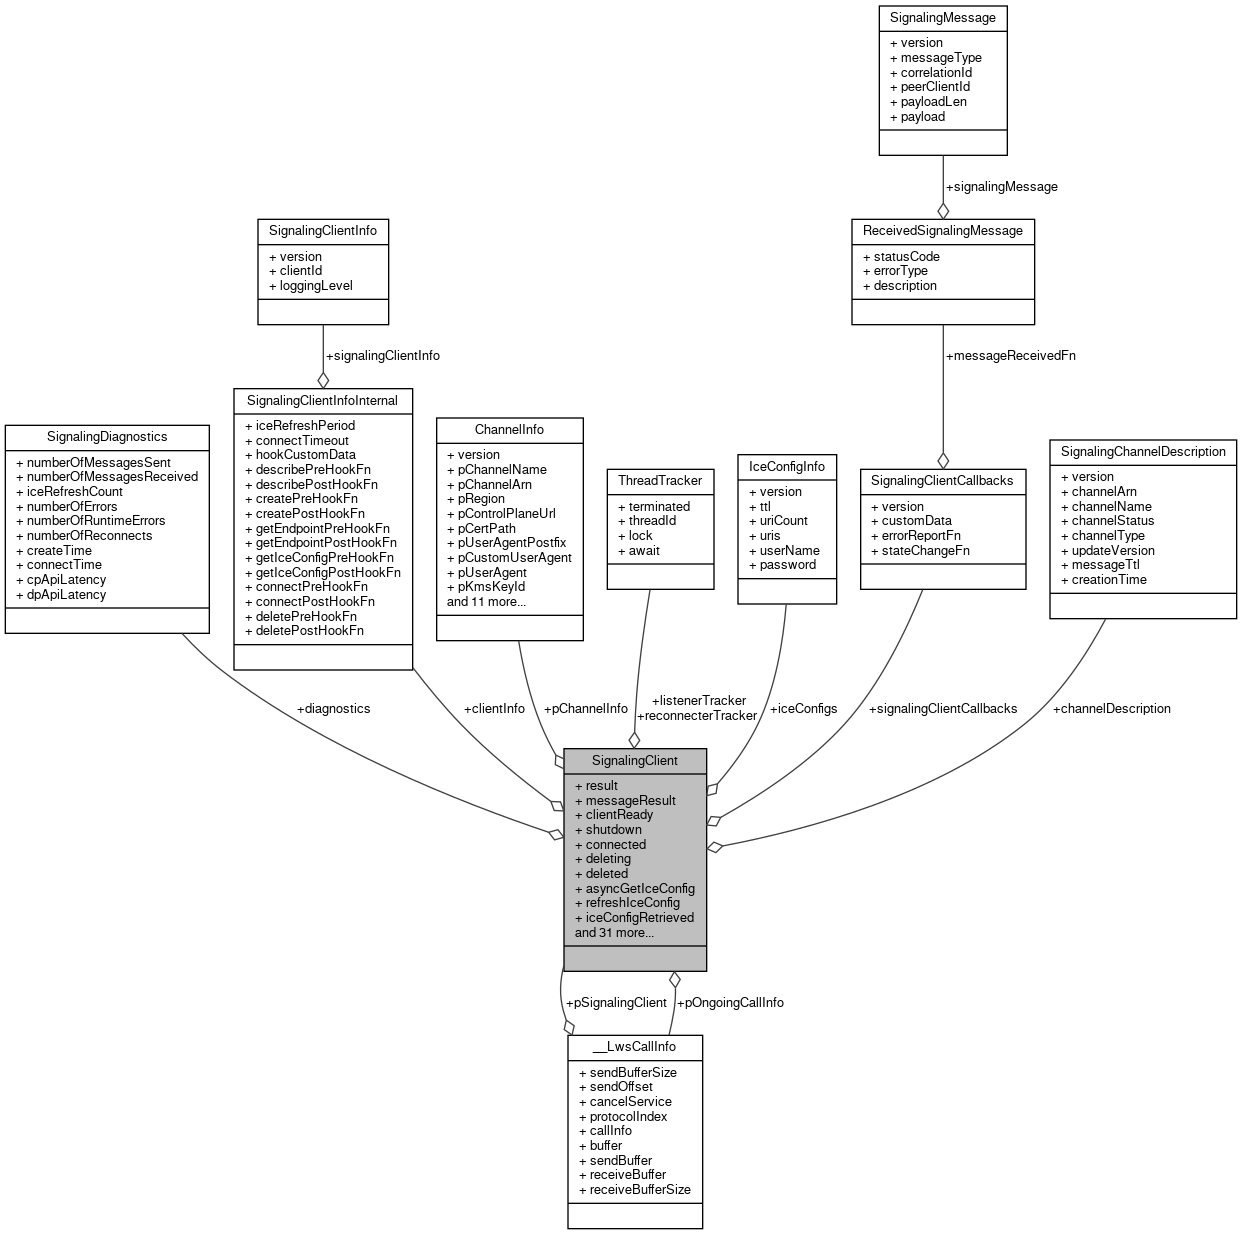 SignalingMessage
+ version
+ messageType
+ correlationId
+ peerClientId
+ payloadLen
+ payload
+signalingMessage
SignalingClientInfo
+ version
+ clientId
+ loggingLevel
ReceivedSignalingMessage
+ statusCode
+ errorType
+ description
+signalingClientInfo
+messageReceivedFn
SignalingDiagnostics
+ numberOfMessagesSent
+ numberOfMessagesReceived
+ iceRefreshCount
+ numberOfErrors
+ numberOfRuntimeErrors
+ numberOfReconnects
+ createTime
+ connectTime
+ cpApiLatency
+ dpApiLatency
SignalingClientInfoInternal
+ iceRefreshPeriod
+ connectTimeout
+ hookCustomData
+ describePreHookFn
+ describePostHookFn
+ createPreHookFn
+ createPostHookFn
+ getEndpointPreHookFn
+ getEndpointPostHookFn
+ getIceConfigPreHookFn
+ getIceConfigPostHookFn
+ connectPreHookFn
+ connectPostHookFn
+ deletePreHookFn
+ deletePostHookFn
ChannelInfo
+ version
+ pChannelName
+ pChannelArn
+ pRegion
+ pControlPlaneUrl
+ pCertPath
+ pUserAgentPostfix
+ pCustomUserAgent
+ pUserAgent
+ pKmsKeyId
and 11 more...
ThreadTracker
+ terminated
+ threadId
+ lock
+ await
IceConfigInfo
+ version
+ ttl
+ uriCount
+ uris
+ userName
+ password
SignalingClientCallbacks
+ version
+ customData
+ errorReportFn
+ stateChangeFn
SignalingChannelDescription
+ version
+ channelArn
+ channelName
+ channelStatus
+ channelType
+ updateVersion
+ messageTtl
+ creationTime
+diagnostics
+clientInfo
+pChannelInfo
+listenerTracker
+reconnecterTracker
+iceConfigs
+signalingClientCallbacks
+channelDescription
SignalingClient
+ result
+ messageResult
+ clientReady
+ shutdown
+ connected
+ deleting
+ deleted
+ asyncGetIceConfig
+ refreshIceConfig
+ iceConfigRetrieved
and 31 more...
+pSignalingClient
+pOngoingCallInfo
__LwsCallInfo
+ sendBufferSize
+ sendOffset
+ cancelService
+ protocolIndex
+ callInfo
+ buffer
+ sendBuffer
+ receiveBuffer
+ receiveBufferSize